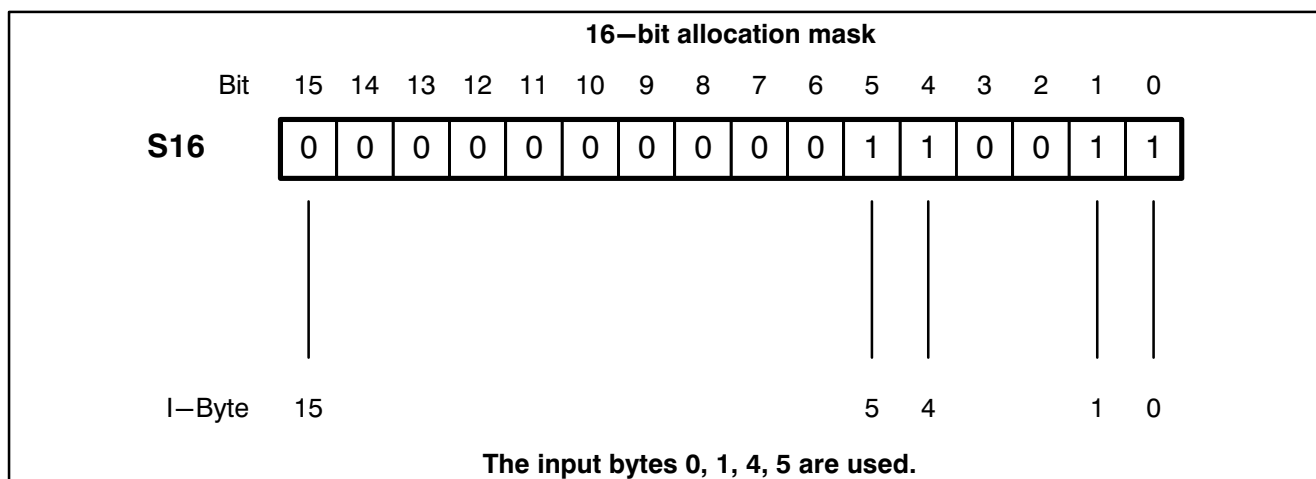 16—bit allocation mask
Bit 15 14 13 12 11 10 9 8 7 6 5 4 3 2 1 0
S16 0 0 0 0 0 0 0 0 0 0 1 1 0 0 1 1
I—Byte 15 5 4 1 0
The input bytes 0, 1, 4, 5 are used.